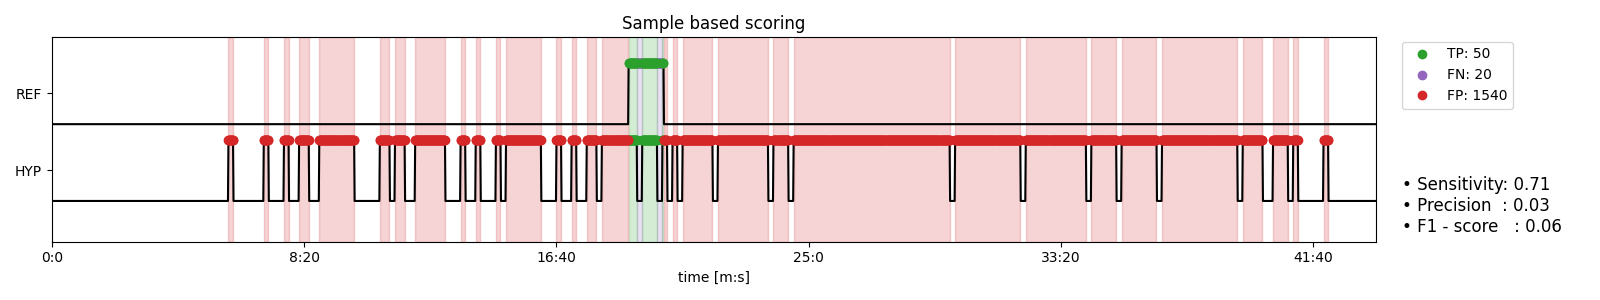 Sample based scoring
REF
HYP
0:0
8:20
16:40
25:0
33:20
41:40
time [m:s]
TP: 50
FN: 20
FP: 1540
• Sensitivity: 0.71
• Precision : 0.03
• F1 - score : 0.06